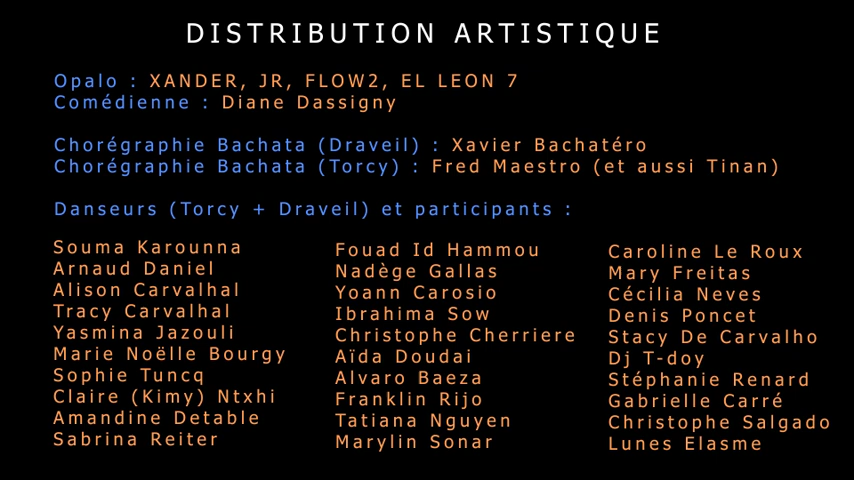 DISTRIBUTION ARTISTIQUE
Opalo : XANDER, JR, FLOW2, EL LEON 7
Comédienne : Diane Dassigny
Chorégraphie Bachata (Draveil) : Xavier Bachatéro
Chorégraphie Bachata (Torcy) : Fred Maestro (et aussi Tinan)
Danseurs (Torcy + Draveil) et participants :
Souma Karounna
Arnaud Daniel
Alison Carvalhal
Tracy Carvalhal
Yasmina Jazouli
Marie Noëlle Bourgy
Sophie Tuncq
Claire (Kimy) Ntxhi
Amandine Detable
Sabrina Reiter
Fouad Id Hammou
Nadège Gallas
Yoann Carosio
Ibrahima Sow
Christophe Cherriere
Aïda Doudai
Alvaro Baeza
Franklin Rijo
Tatiana Nguyen
Marylin Sonar
Caroline Le Roux
Mary Freitas
Cécilia Neves
Denis Poncet
Stacy De Carvalho
Dj T-doy
Stéphanie Renard
Gabrielle Carré
Christophe Salgado
Lunes Elasme